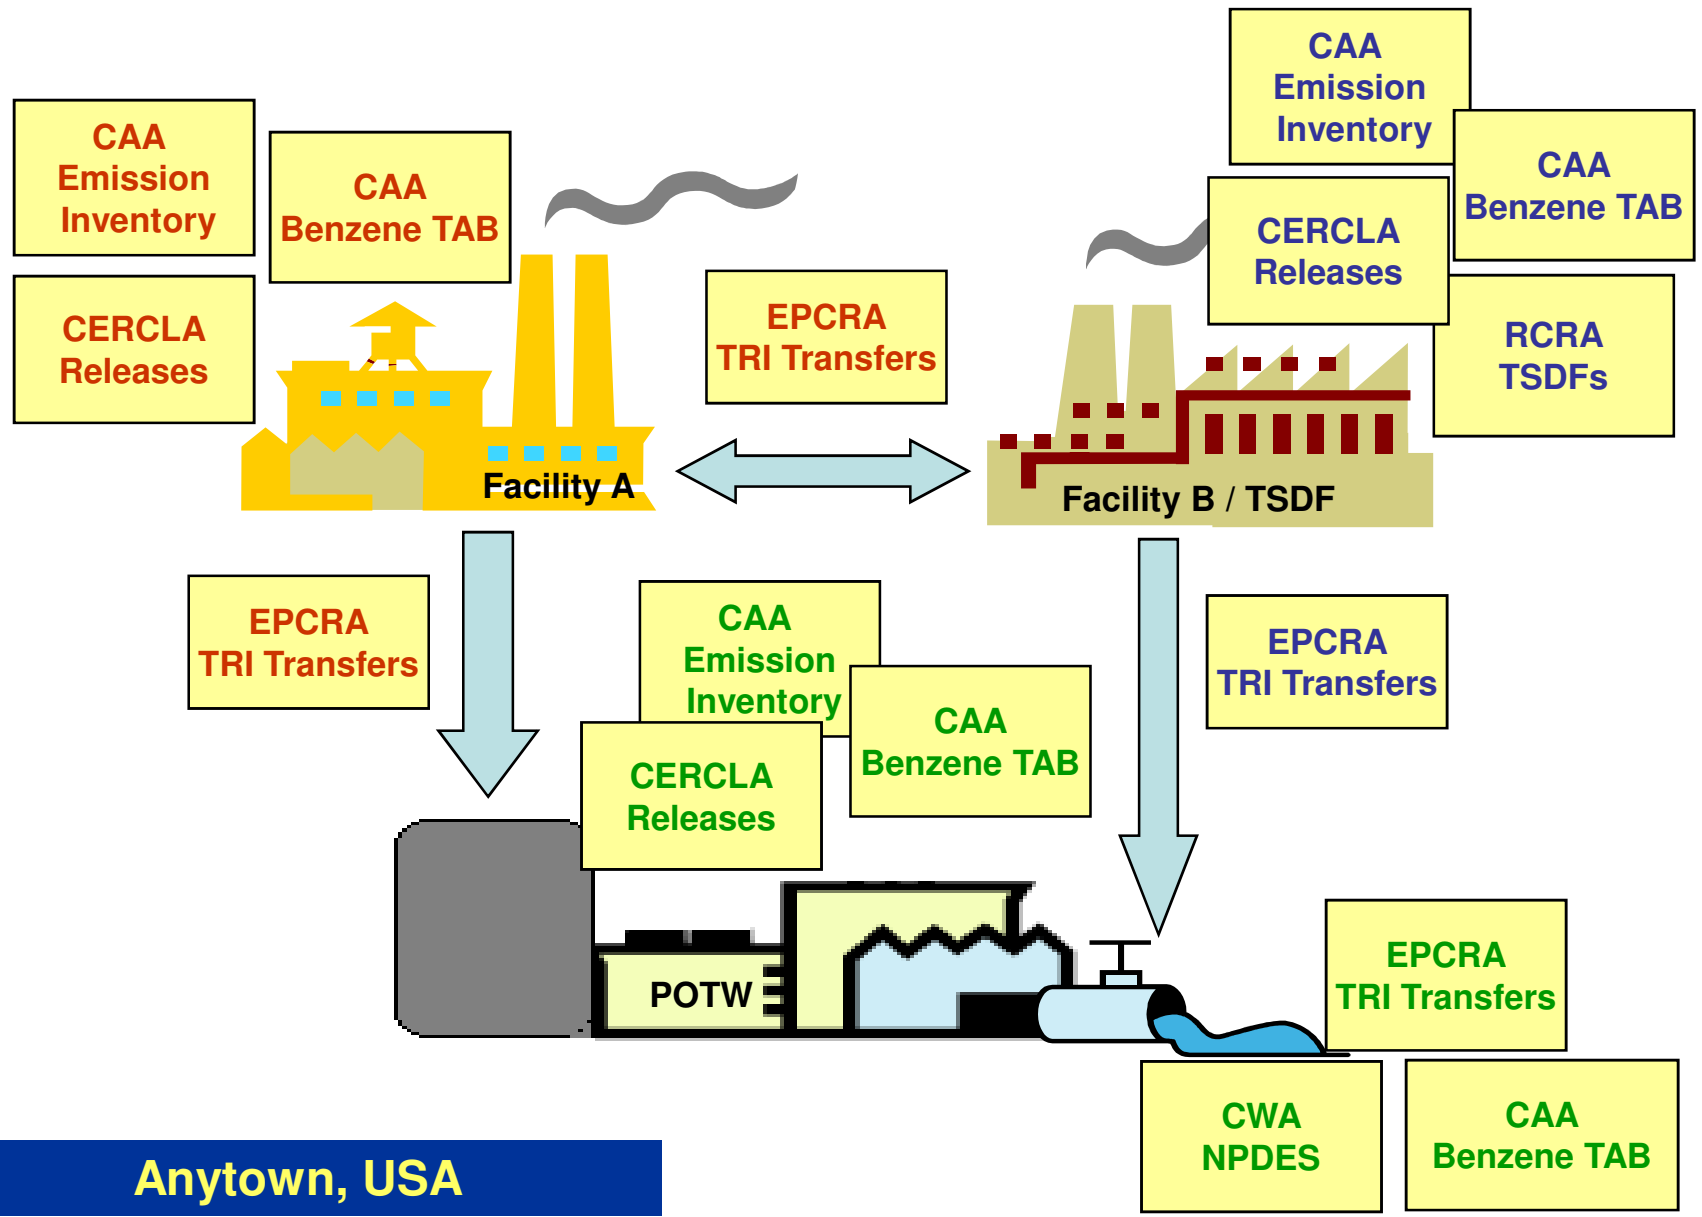 CAA
Emission
Inventory
CAA
Benzene TAB
CERCLA
Releases
EPCRA
TRI Transfers
CAA
Emission
Inventory
CAA
Benzene TAB
CERCLA
Releases
RCRA
TSDFs
Facility A
Facility B / TSDF
EPCRA
TRI Transfers
CAA
Emission
Inventory
CAA
Benzene TAB
CERCLA
Releases
EPCRA
TRI Transfers
POTW
EPCRA
TRI Transfers
CWA
NPDES
CAA
Benzene TAB
Anytown, USA